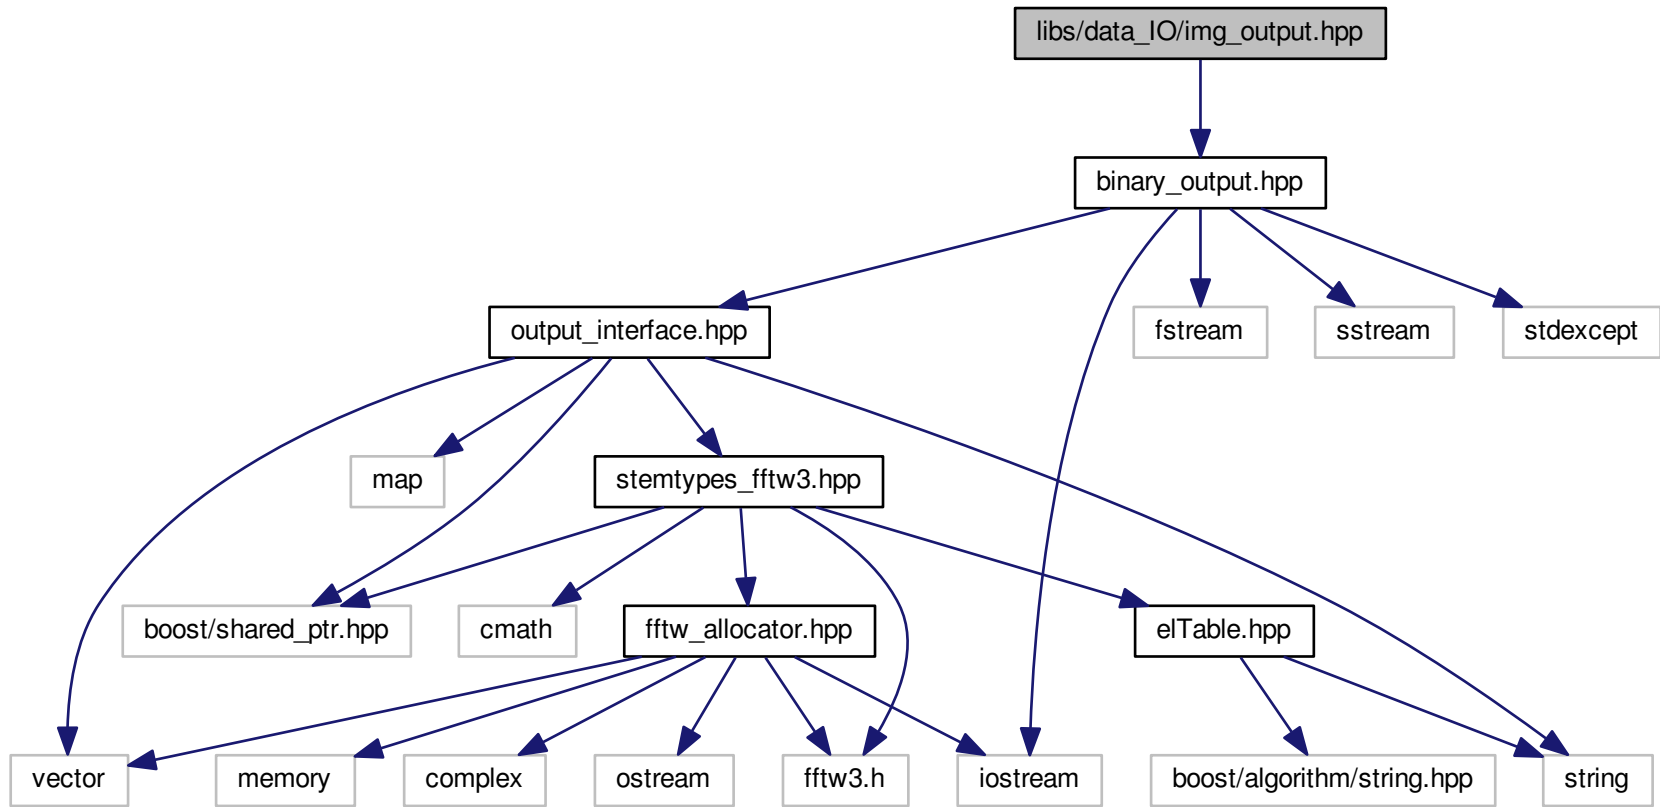 libs/data_IO/img_output.hpp
binary_output.hpp
output_interface.hpp
fstream
sstream
stdexcept
map
stemtypes_fftw3.hpp
boost/shared_ptr.hpp
cmath
fftw_allocator.hpp
elTable.hpp
vector
memory
complex
ostream
fftw3.h
iostream
boost/algorithm/string.hpp
string